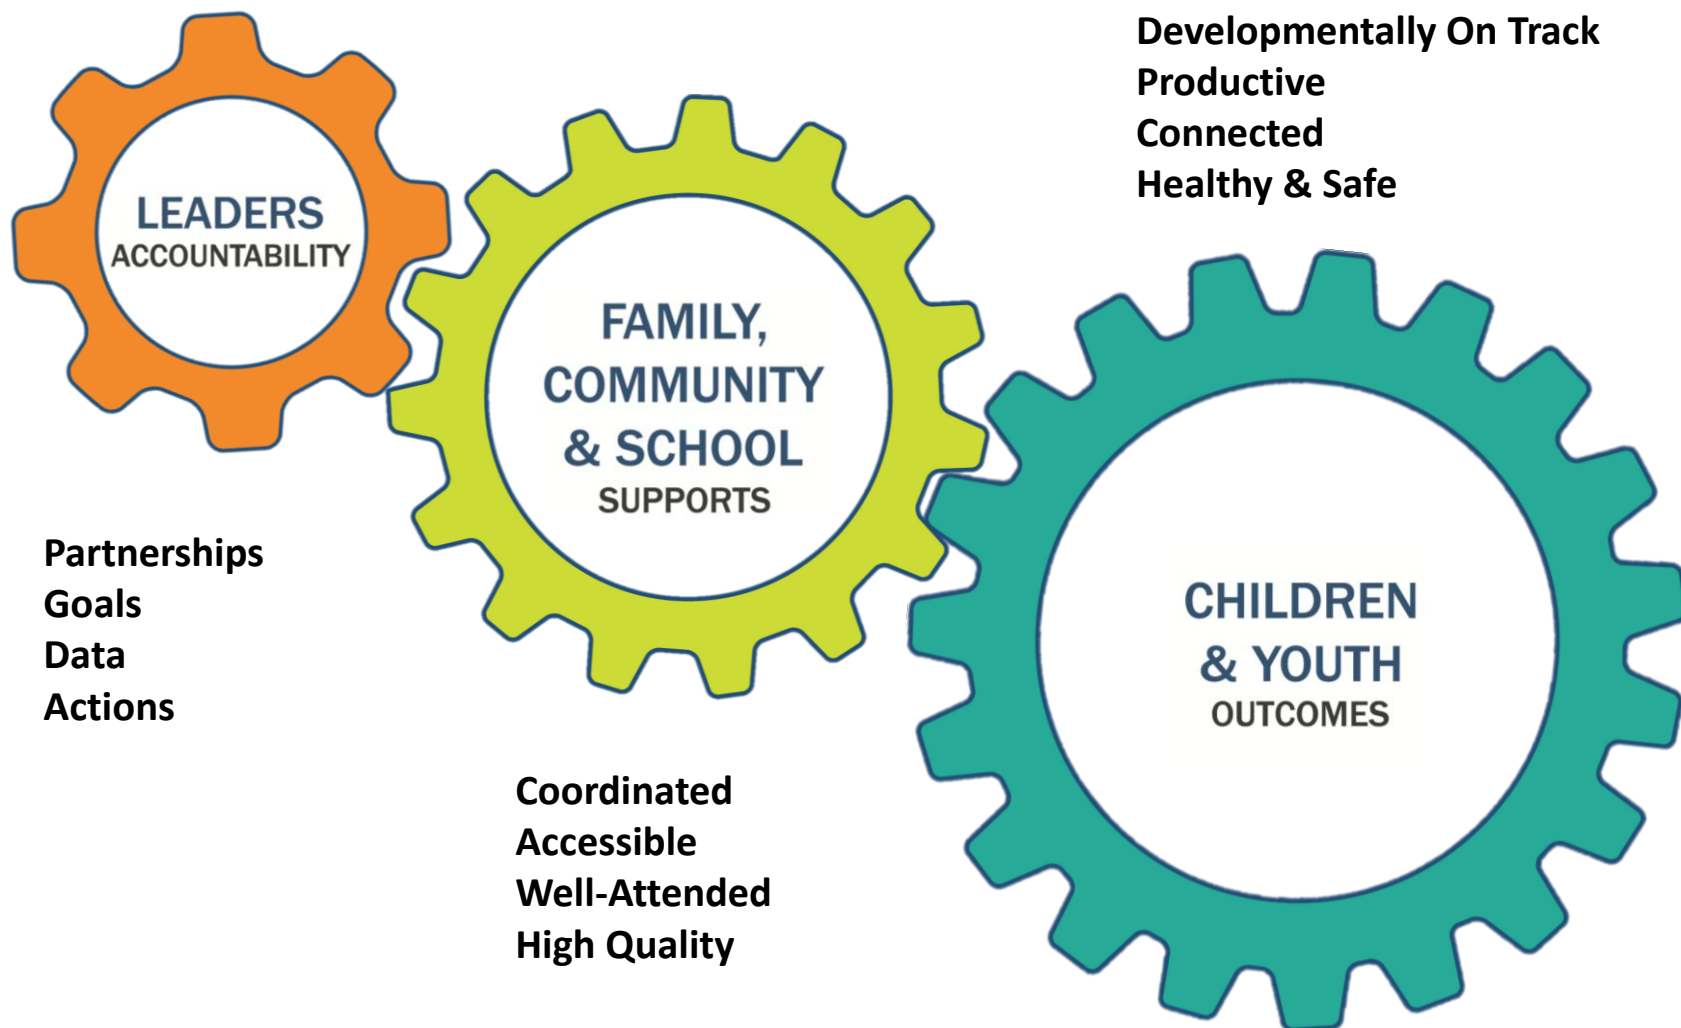 LEADERS
ACCOUNTABILITY
Partnerships
Goals
Data
Actions
FAMILY,
COMMUNITY
& SCHOOL
SUPPORTS
Coordinated
Accessible
Well-Attended
High Quality
Developmentally On Track
Productive
Connected
Healthy & Safe
CHILDREN
& YOUTH
OUTCOMES